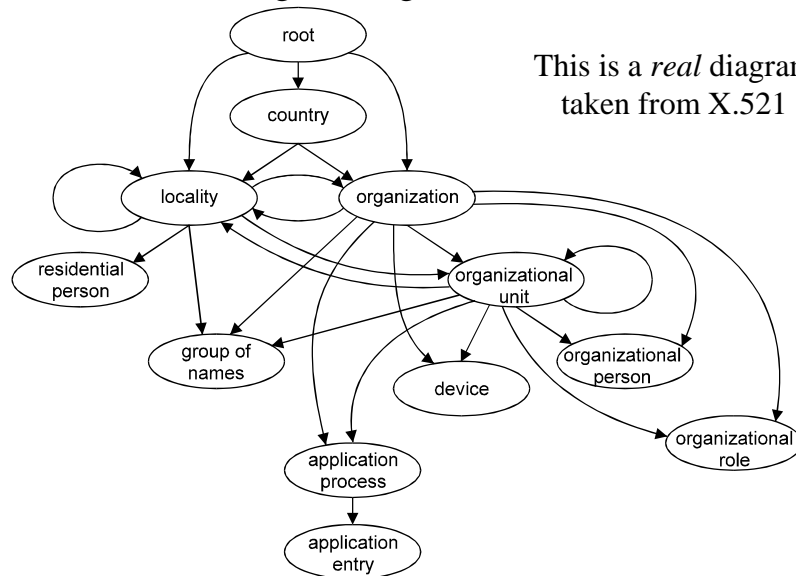 root
This is a real diagram
taken from X.521
country
locality
organization
residential
person
organizational
unit
group of
names
device
organizational
person
organizational
role
application
process
application
entry